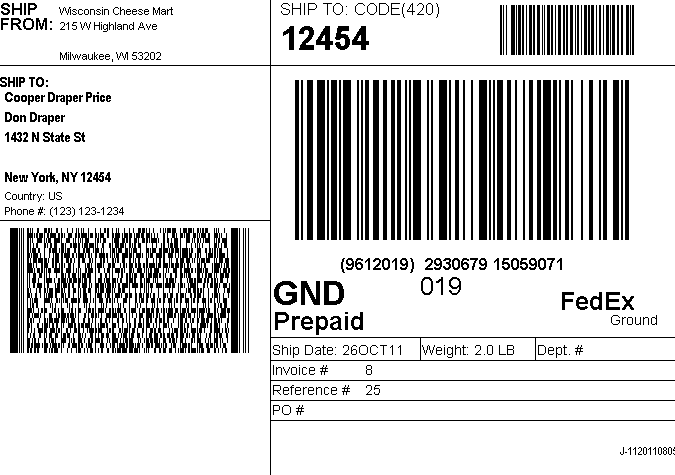 SHIP FROM:
Wisconsin Cheese Mart
215 W Highland Ave
Milwaukee, WI 53202
SHIP TO: CODE(420)
12454
SHIP TO:
Cooper Draper Price
Don Draper
1432 N State St
New York, NY 12454
Country: US
Phone #: (123) 123-1234
(9612019) 2930679 15059071
019
GND
Prepaid
FedEx
Ground
Ship Date: 26OCT11 Weight: 2.0 LB Dept. #
Invoice # 8
Reference # 25
PO #
J-1120110805